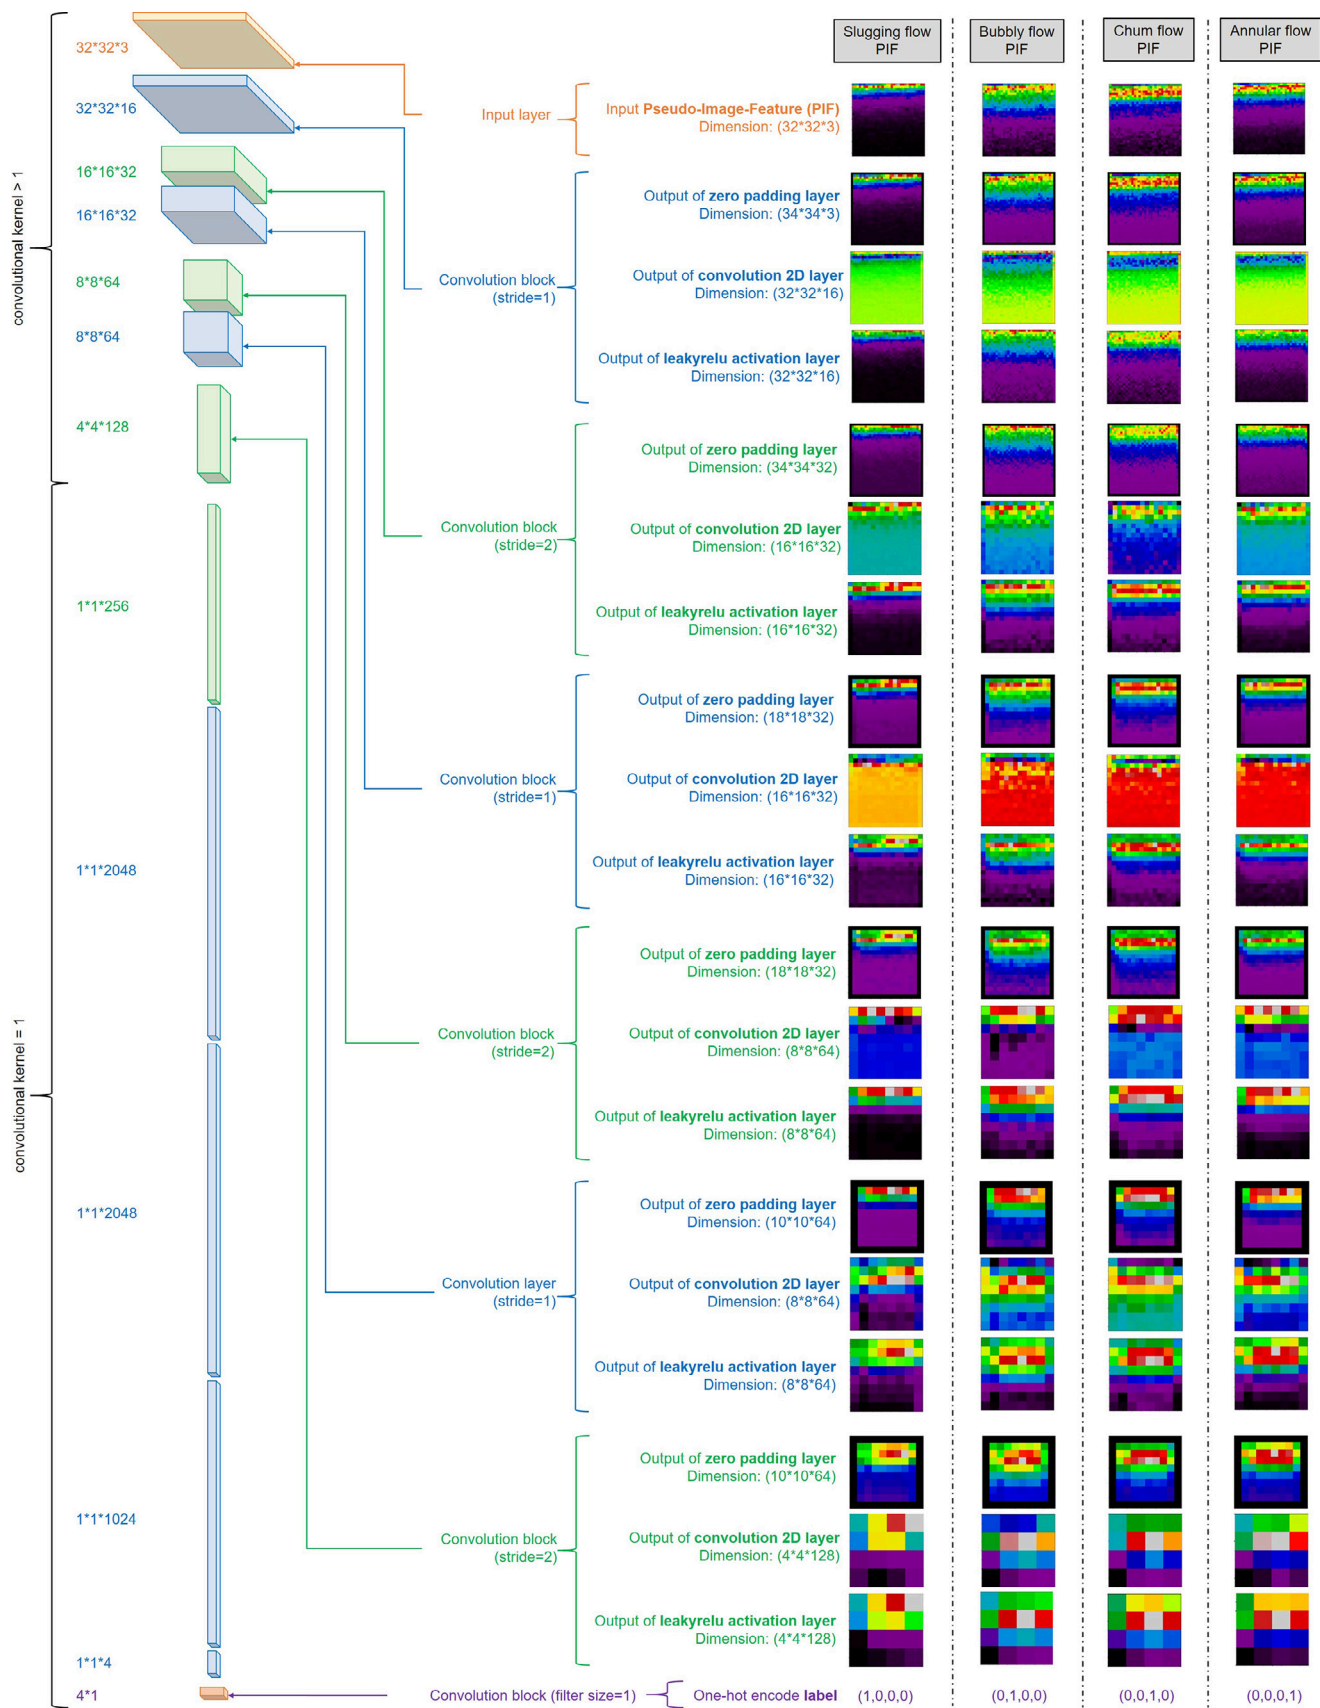 Slugging flow
PIF
Bubbly flow
PIF
Chum flow
PIF
Annular flow
PIF
convolutional kernel > 1
convolutional kernel = 1
32*32*3
32*32*16
16*16*32
16*16*32
8*8*64
8*8*64
4*4*128
1*1*256
1*1*2048
1*1*2048
1*1*1024
1*1*4
4*1
Input layer
Input Pseudo-Image-Feature (PIF)
Dimension: (32*32*3)
Convolution block
(stride=1)
Output of zero padding layer
Dimension: (34*34*3)
Output of convolution 2D layer
Dimension: (32*32*16)
Output of leakyrelu activation layer
Dimension: (32*32*16)
Convolution block
(stride=2)
Output of zero padding layer
Dimension: (34*34*32)
Output of convolution 2D layer
Dimension: (16*16*32)
Output of leakyrelu activation layer
Dimension: (16*16*32)
Convolution block
(stride=1)
Output of zero padding layer
Dimension: (18*18*32)
Output of convolution 2D layer
Dimension: (16*16*32)
Output of leakyrelu activation layer
Dimension: (16*16*32)
Convolution block
(stride=2)
Output of zero padding layer
Dimension: (18*18*32)
Output of convolution 2D layer
Dimension: (8*8*64)
Output of leakyrelu activation layer
Dimension: (8*8*64)
Convolution layer
(stride=1)
Output of zero padding layer
Dimension: (10*10*64)
Output of convolution 2D layer
Dimension: (8*8*64)
Output of leakyrelu activation layer
Dimension: (8*8*64)
Convolution block
(stride=2)
Output of zero padding layer
Dimension: (10*10*64)
Output of convolution 2D layer
Dimension: (4*4*128)
Output of leakyrelu activation layer
Dimension: (4*4*128)
Convolution block (filter size=1)
One-hot encode label
(1,0,0,0)
(0,1,0,0)
(0,0,1,0)
(0,0,0,1)